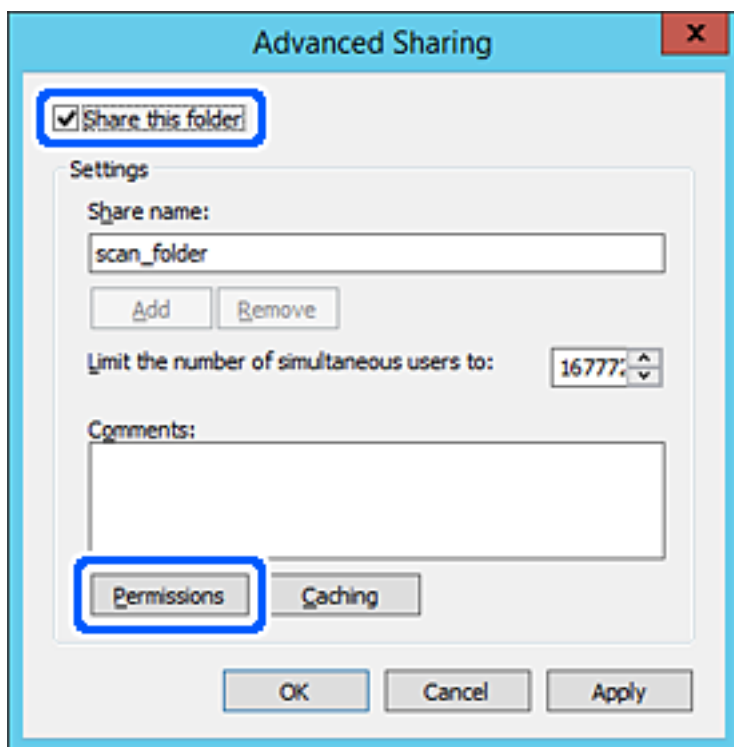 Advanced Sharing
Share this folder
Settings
Share name:
scan_folder
Add Remove
Limit the number of simultaneous users to:
Comments:
Permissions Caching
OK Cancel Apply